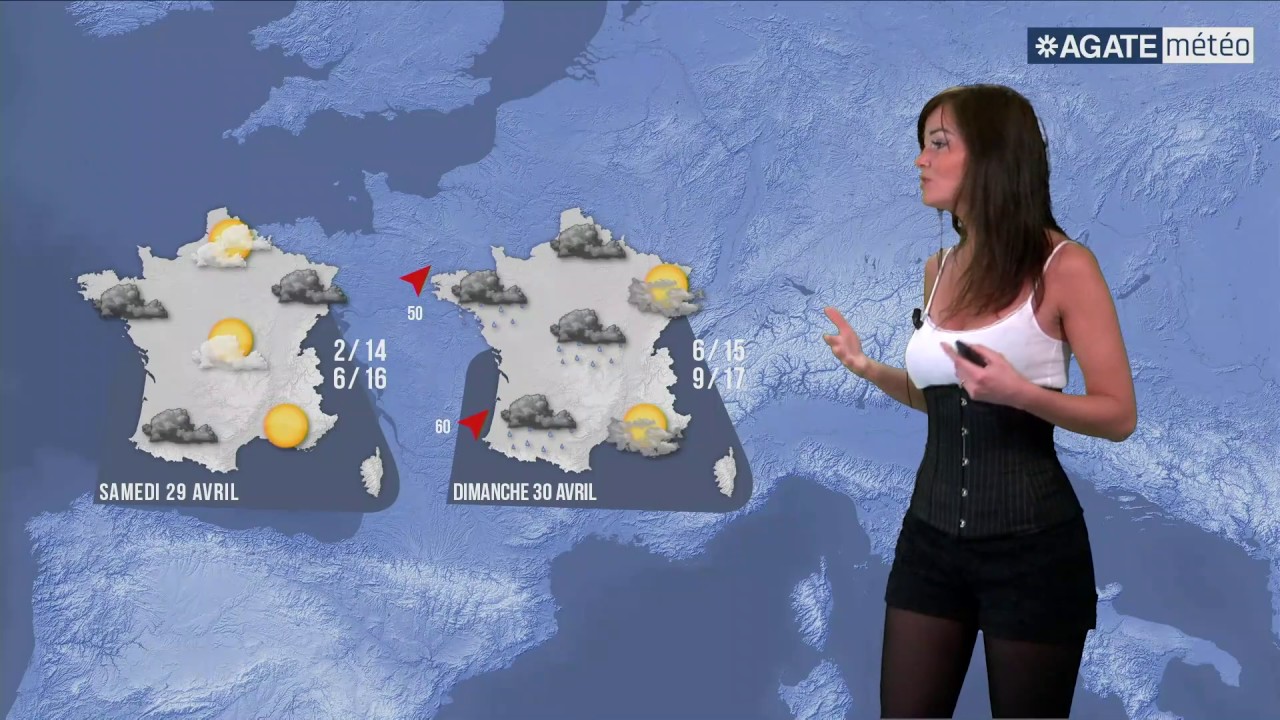 AGATE météo
50
2/14
6/16
6/15
9/17
60
SAMEDI 29 AVRIL
DIMANCHE 30 AVRIL